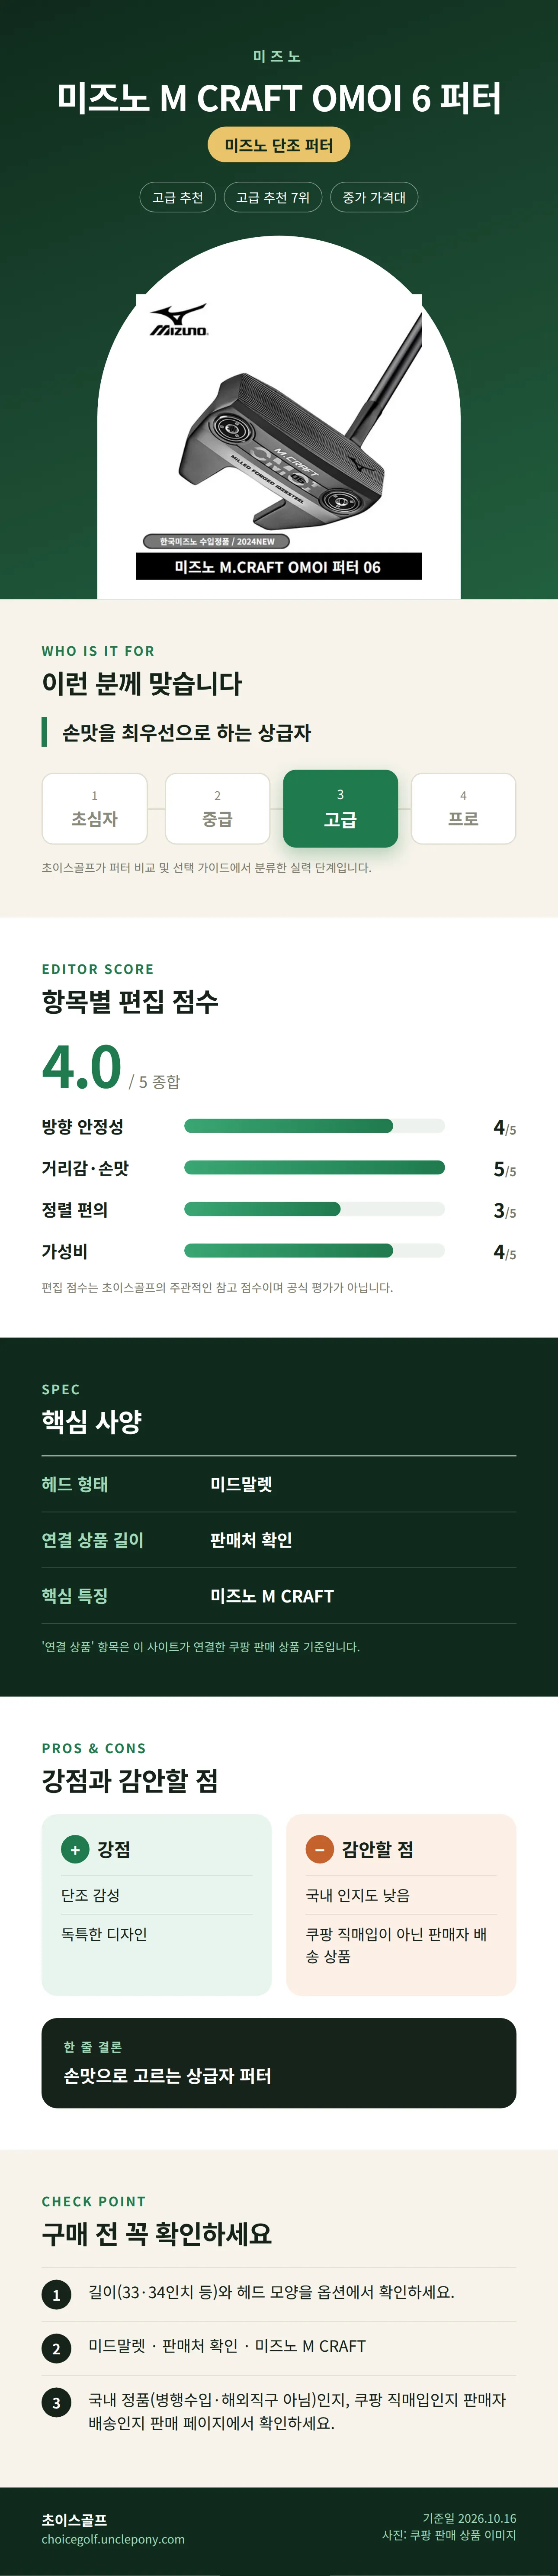 미즈노
미즈노 M CRAFT OMOI 6 퍼터
미즈노 단조 퍼터
고급 추천
고급 추천 7위
중가 가격대
MIZUNO
M.CRAFT
OMOI
MILLED FORGED
한국미즈노 수입정품 / 2024NEW
미즈노 M.CRAFT OMOI 퍼터 06
WHO IS IT FOR
이런 분께 맞습니다
손맛을 최우선으로 하는 상급자
1
초심자
2
중급
3
고급
4
프로
초이스골프가 퍼터 비교 및 선택 가이드에서 분류한 실력 단계입니다.
EDITOR SCORE
항목별 편집 점수
4.0 / 5 종합
방향 안정성 4/5
거리감·손맛 5/5
정렬 편의 3/5
가성비 4/5
편집 점수는 초이스골프의 주관적인 참고 점수이며 공식 평가가 아닙니다.
SPEC
핵심 사양
헤드 형태 미드말렛
연결 상품 길이 판매처 확인
핵심 특징 미즈노 M CRAFT
'연결 상품' 항목은 이 사이트가 연결한 쿠팡 판매 상품 기준입니다.
PROS & CONS
강점과 감안할 점
+ 강점
단조 감성
독특한 디자인
− 감안할 점
국내 인지도 낮음
쿠팡 직매입이 아닌 판매자 배
송 상품
한 줄 결론
손맛으로 고르는 상급자 퍼터
CHECK POINT
구매 전 꼭 확인하세요
1 길이(33·34인치 등)와 헤드 모양을 옵션에서 확인하세요.
2 미드말렛 · 판매처 확인 · 미즈노 M CRAFT
3 국내 정품(병행수입·해외직구 아님)인지, 쿠팡 직매입인지 판매자
배송인지 판매 페이지에서 확인하세요.
초이스골프
choicegolf.unclepony.com
기준일 2026.10.16
사진: 쿠팡 판매 상품 이미지